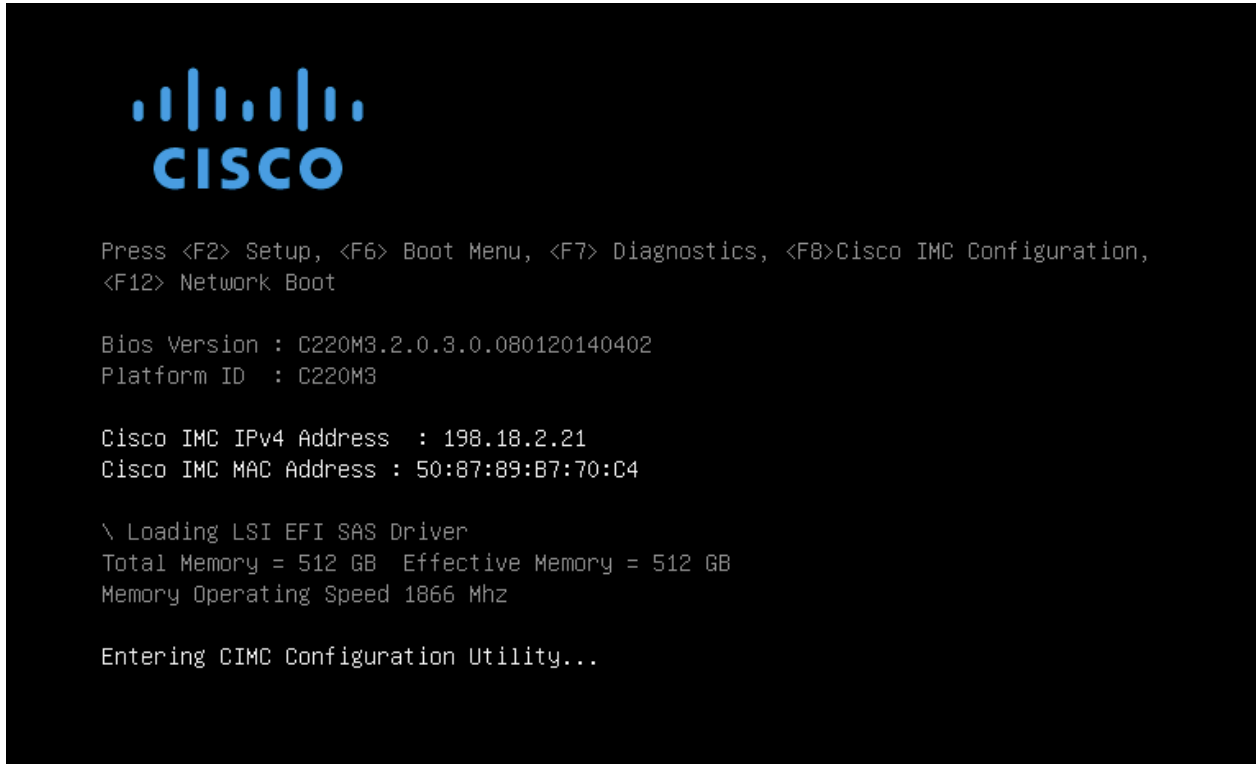 CISCO
Press <F2> Setup, <F6> Boot Menu, <F7> Diagnostics, <F8>Cisco IMC Configuration,
<F12> Network Boot
Bios Version : C220M3.2.0.3.0.080120140402
Platform ID  : C220M3
Cisco IMC IPv4 Address  : 198.18.2.21
Cisco IMC MAC Address : 50:87:89:B7:70:C4
\ Loading LSI EFI SAS Driver
Total Memory = 512 GB  Effective Memory = 512 GB
Memory Operating Speed 1866 Mhz
Entering CIMC Configuration Utility...